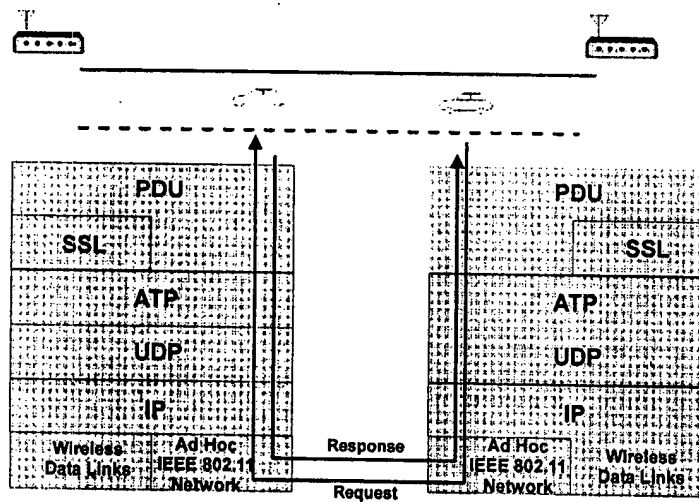 PDU
SSL
ATP
UDP
IP
Wireless
Data Links
Ad Hoc
IEEE 802.11
Network
Response
Request
PDU
SSL
ATP
UDP
IP
Ad Hoc
IEEE 802.11
Network
Wireless
Data Links